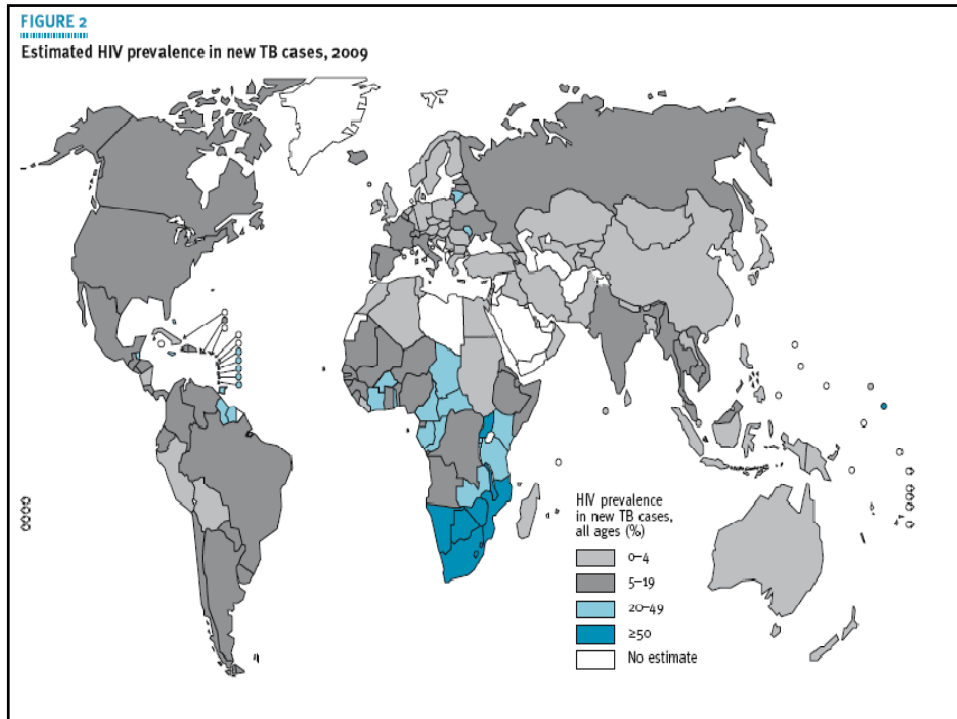 FIGURE 2
Estimated HIV prevalence in new TB cases, 2009
HIV prevalence
in new TB cases,
all ages (%)
0–4
5–19
20–49
≥50
No estimate